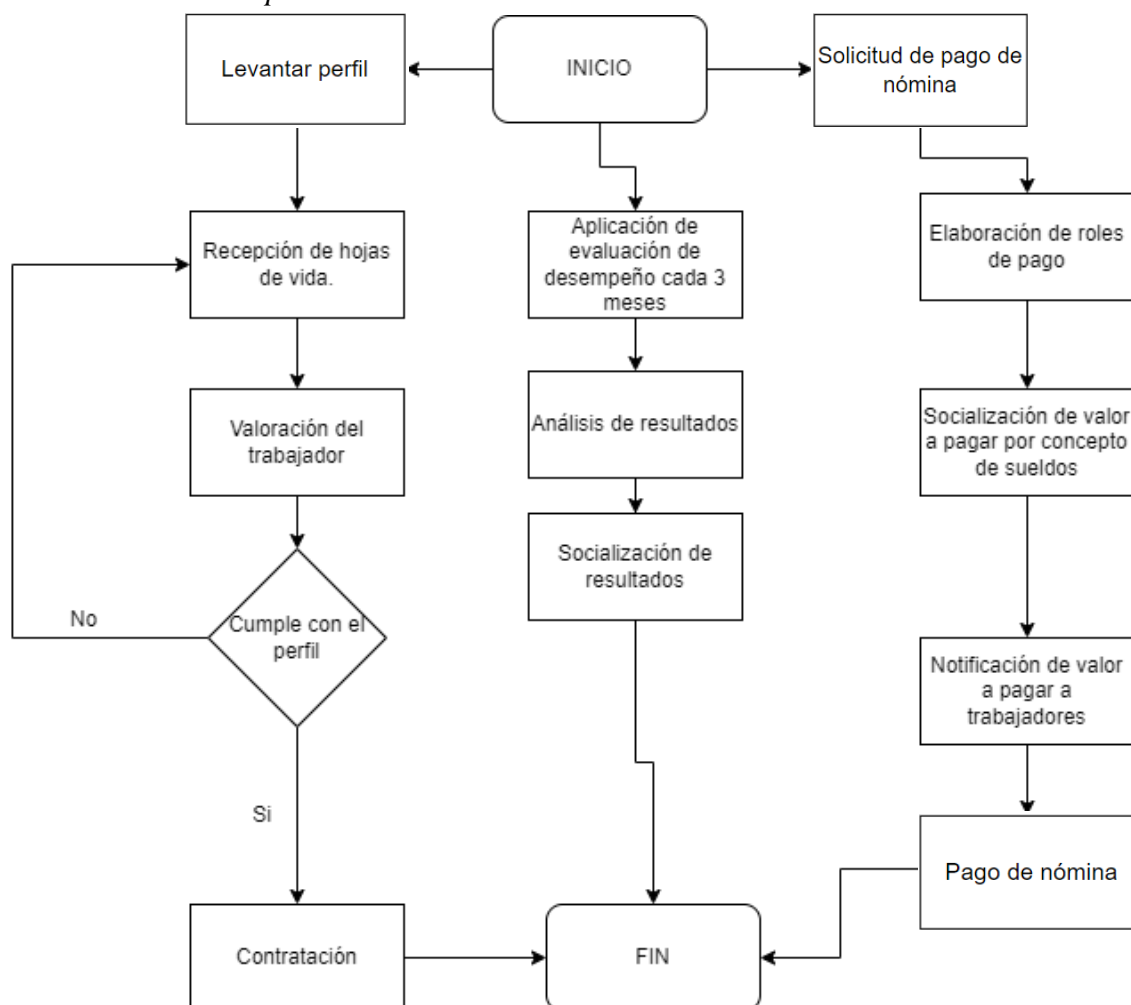 Levantar perfil
INICIO
Solicitud de pago de
nómina
Recepción de hojas
de vida.
Aplicación de
evaluación de
desempeño cada 3
meses
Elaboración de roles
de pago
Valoración del
trabajador
Análisis de resultados
Socialización de valor
a pagar por concepto
de sueldos
Socialización de
resultados
No
Cumple con el
perfil
Notificación de valor
a pagar a
trabajadores
Si
Pago de nómina
Contratación
FIN